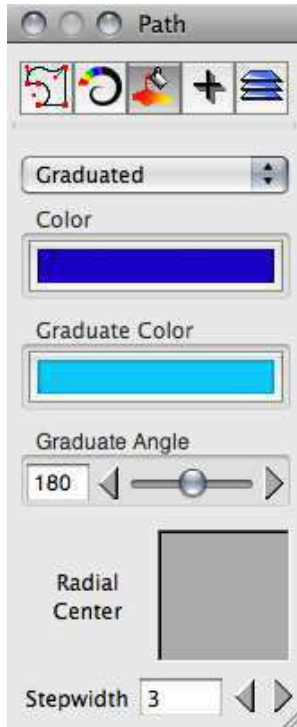 Path
Graduated
Color
Graduate Color
Graduate Angle
180
Radial
Center
Stepwidth 3